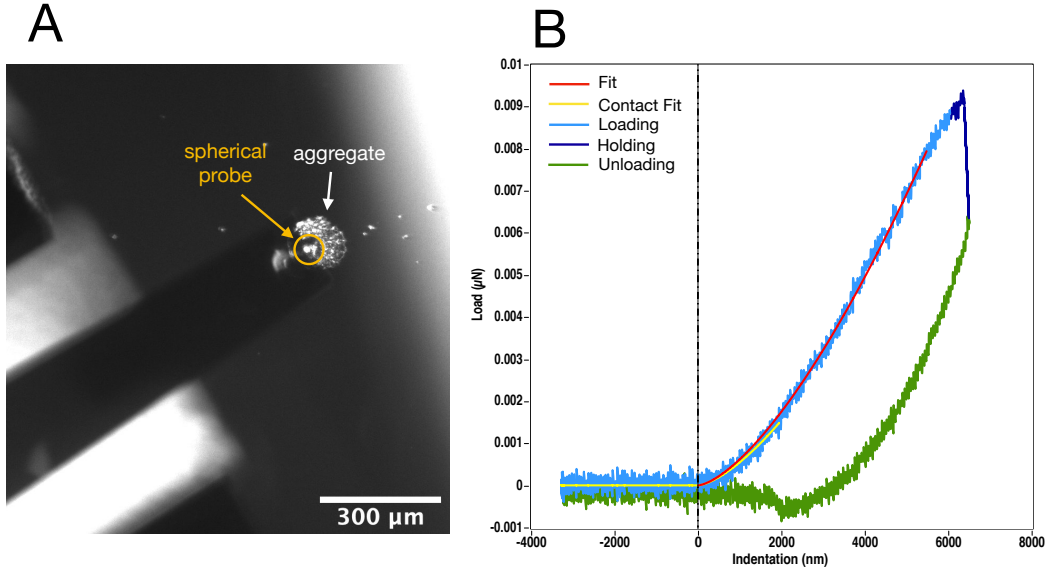 A
spherical
probe
aggregate
300 µm
B
Fit
Contact Fit
Loading
Holding
Unloading
Load (µN)
0.01
0.009
0.008
0.007
0.006
0.005
0.004
0.003
0.002
0.001
0
-0.001
-4000 -2000 0 2000 4000 6000 8000
Indentation (nm)